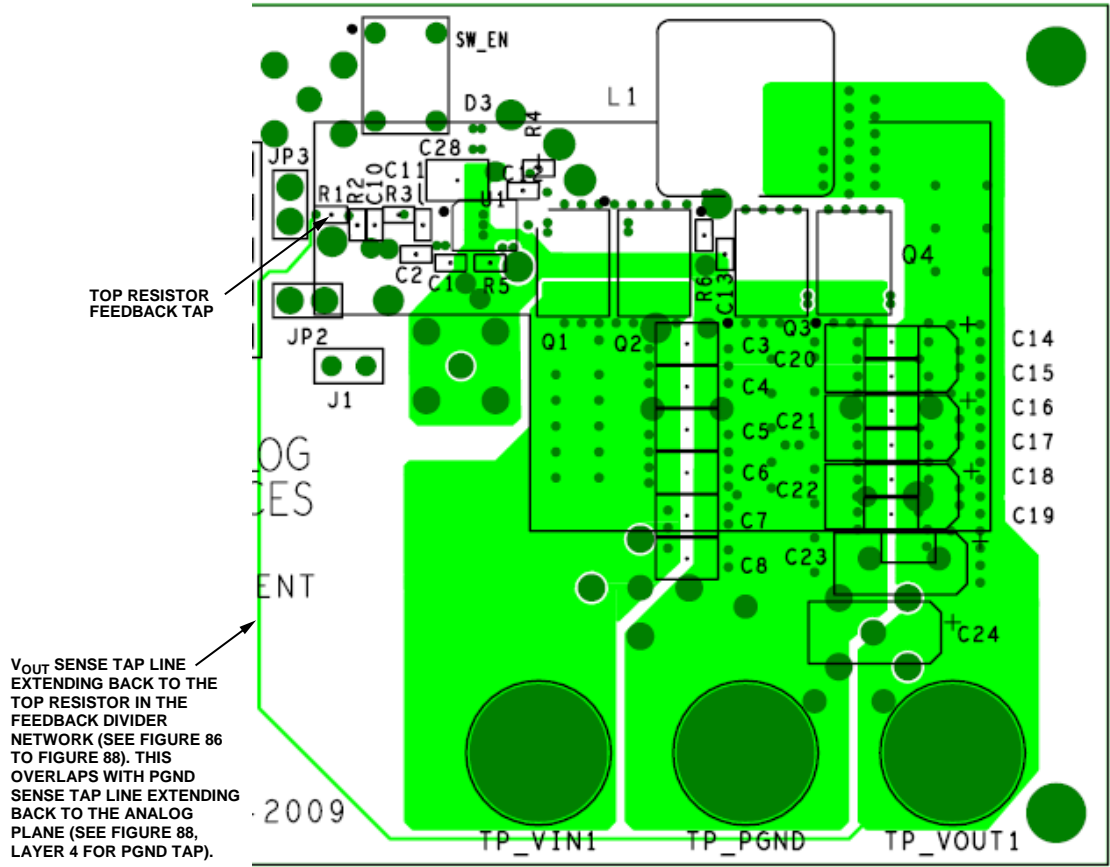 SW_EN
D3
L1
R4
JP3
C28
C11
C12
R1
R2
C10
R3
U1
Q4
C2
C1
R5
R6
C13
TOP RESISTOR
FEEDBACK TAP
JP2
Q1
Q2
Q3
C3
C20
C14
J1
C4
C15
C5
C21
C16
C17
OG
CES
C6
C22
C18
C7
C19
C8
C23
ENT
C24
VOUT SENSE TAP LINE
EXTENDING BACK TO THE
TOP RESISTOR IN THE
FEEDBACK DIVIDER
NETWORK (SEE FIGURE 86
TO FIGURE 88). THIS
OVERLAPS WITH PGND
SENSE TAP LINE EXTENDING
BACK TO THE ANALOG
PLANE (SEE FIGURE 88,
LAYER 4 FOR PGND TAP).
-2009
TP_VIN1
TP_PGND
TP_VOUT1